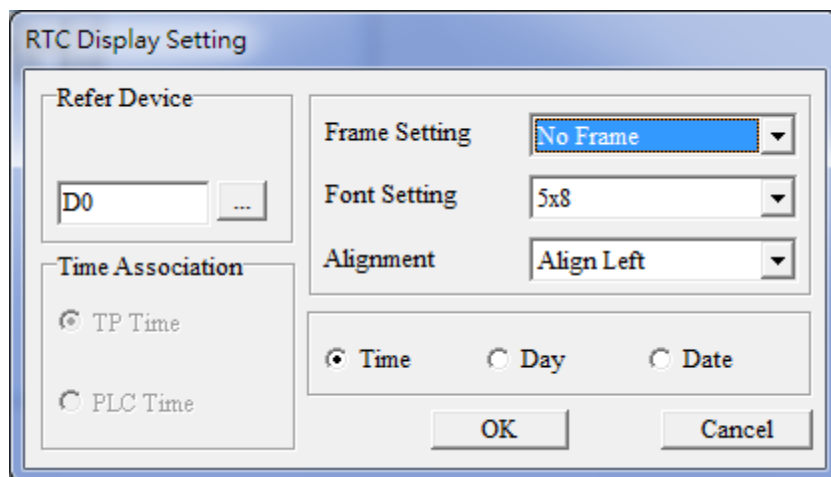 RTC Display Setting
Refer Device
D0
...
Time Association
TP Time
PLC Time
Frame Setting
No Frame
Font Setting
5x8
Alignment
Align Left
Time
Day
Date
OK
Cancel